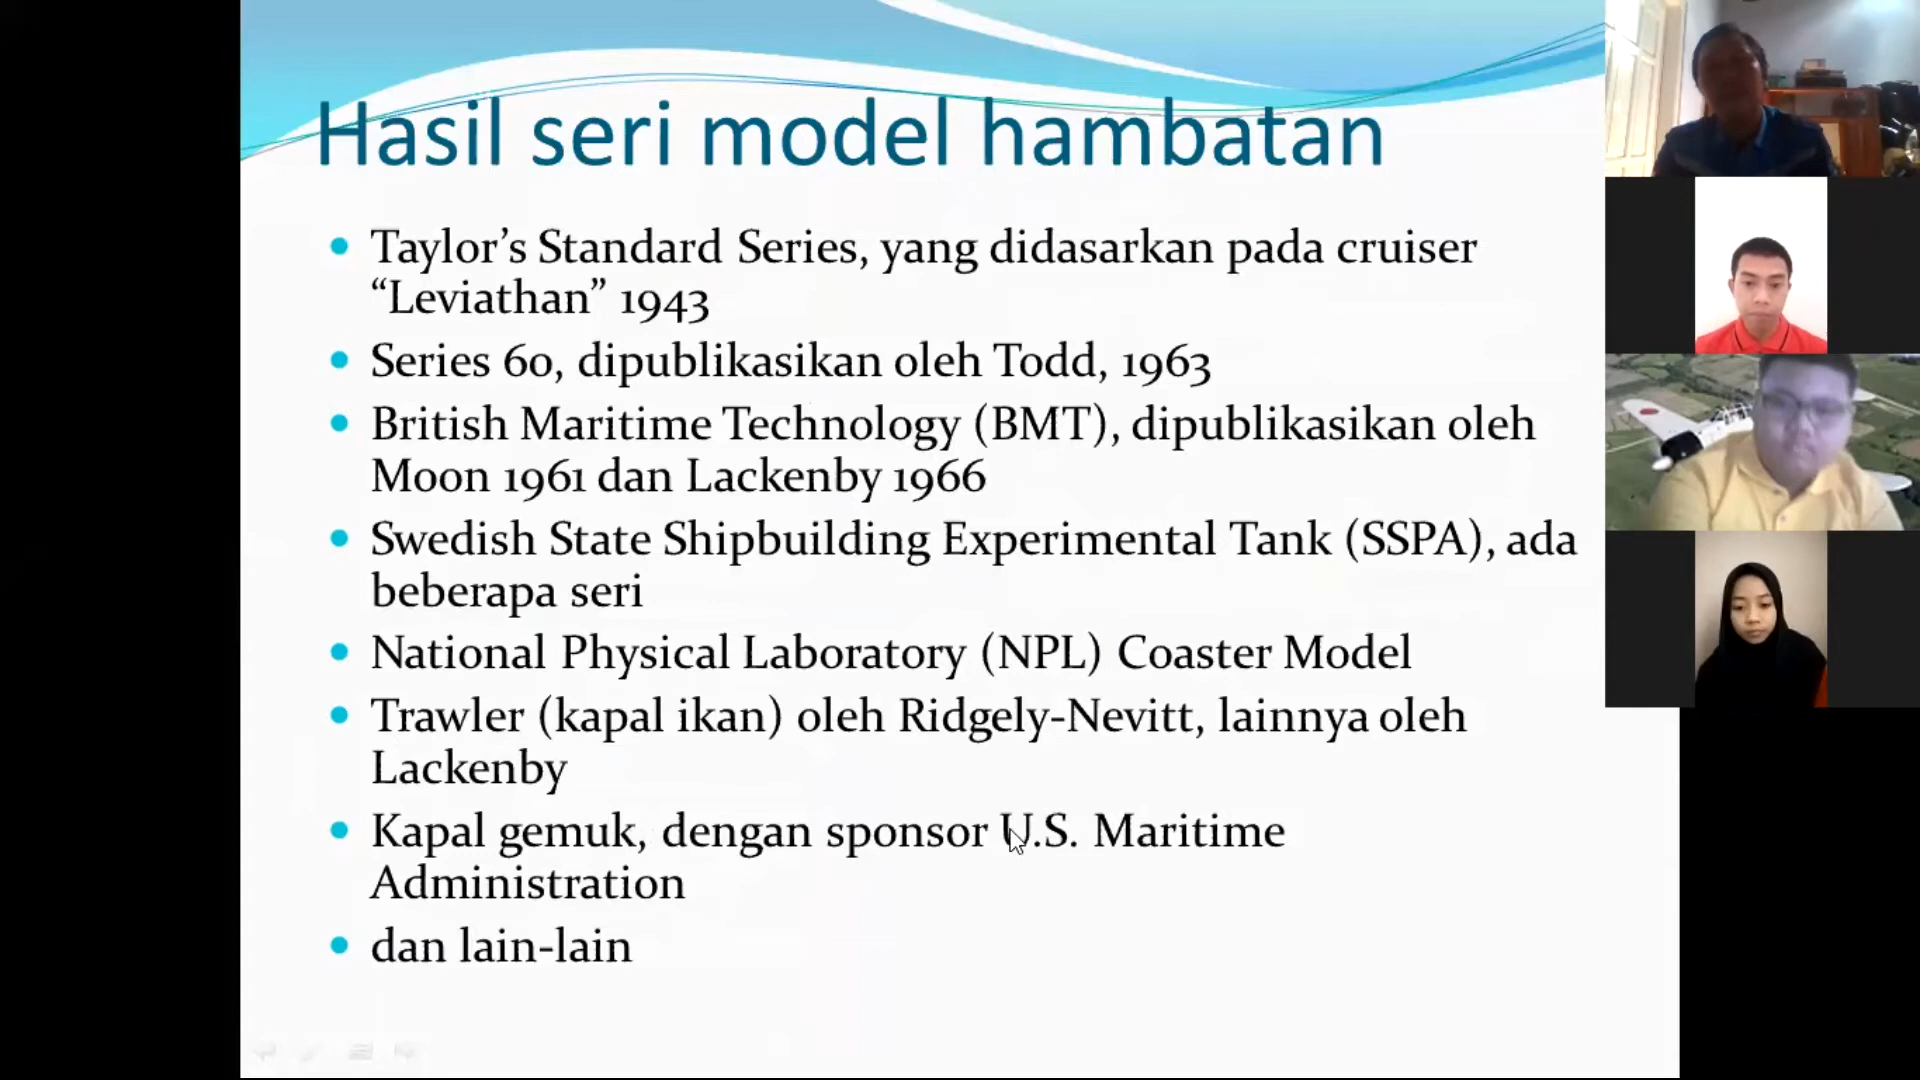 Hasil seri model hambatan
Taylor’s Standard Series, yang didasarkan pada cruiser
“Leviathan” 1943
Series 60, dipublikasikan oleh Todd, 1963
British Maritime Technology (BMT), dipublikasikan oleh
Moon 1961 dan Lackenby 1966
Swedish State Shipbuilding Experimental Tank (SSPA), ada
beberapa seri
National Physical Laboratory (NPL) Coaster Model
Trawler (kapal ikan) oleh Ridgely-Nevitt, lainnya oleh
Lackenby
Kapal gemuk, dengan sponsor U.S. Maritime
Administration
dan lain-lain